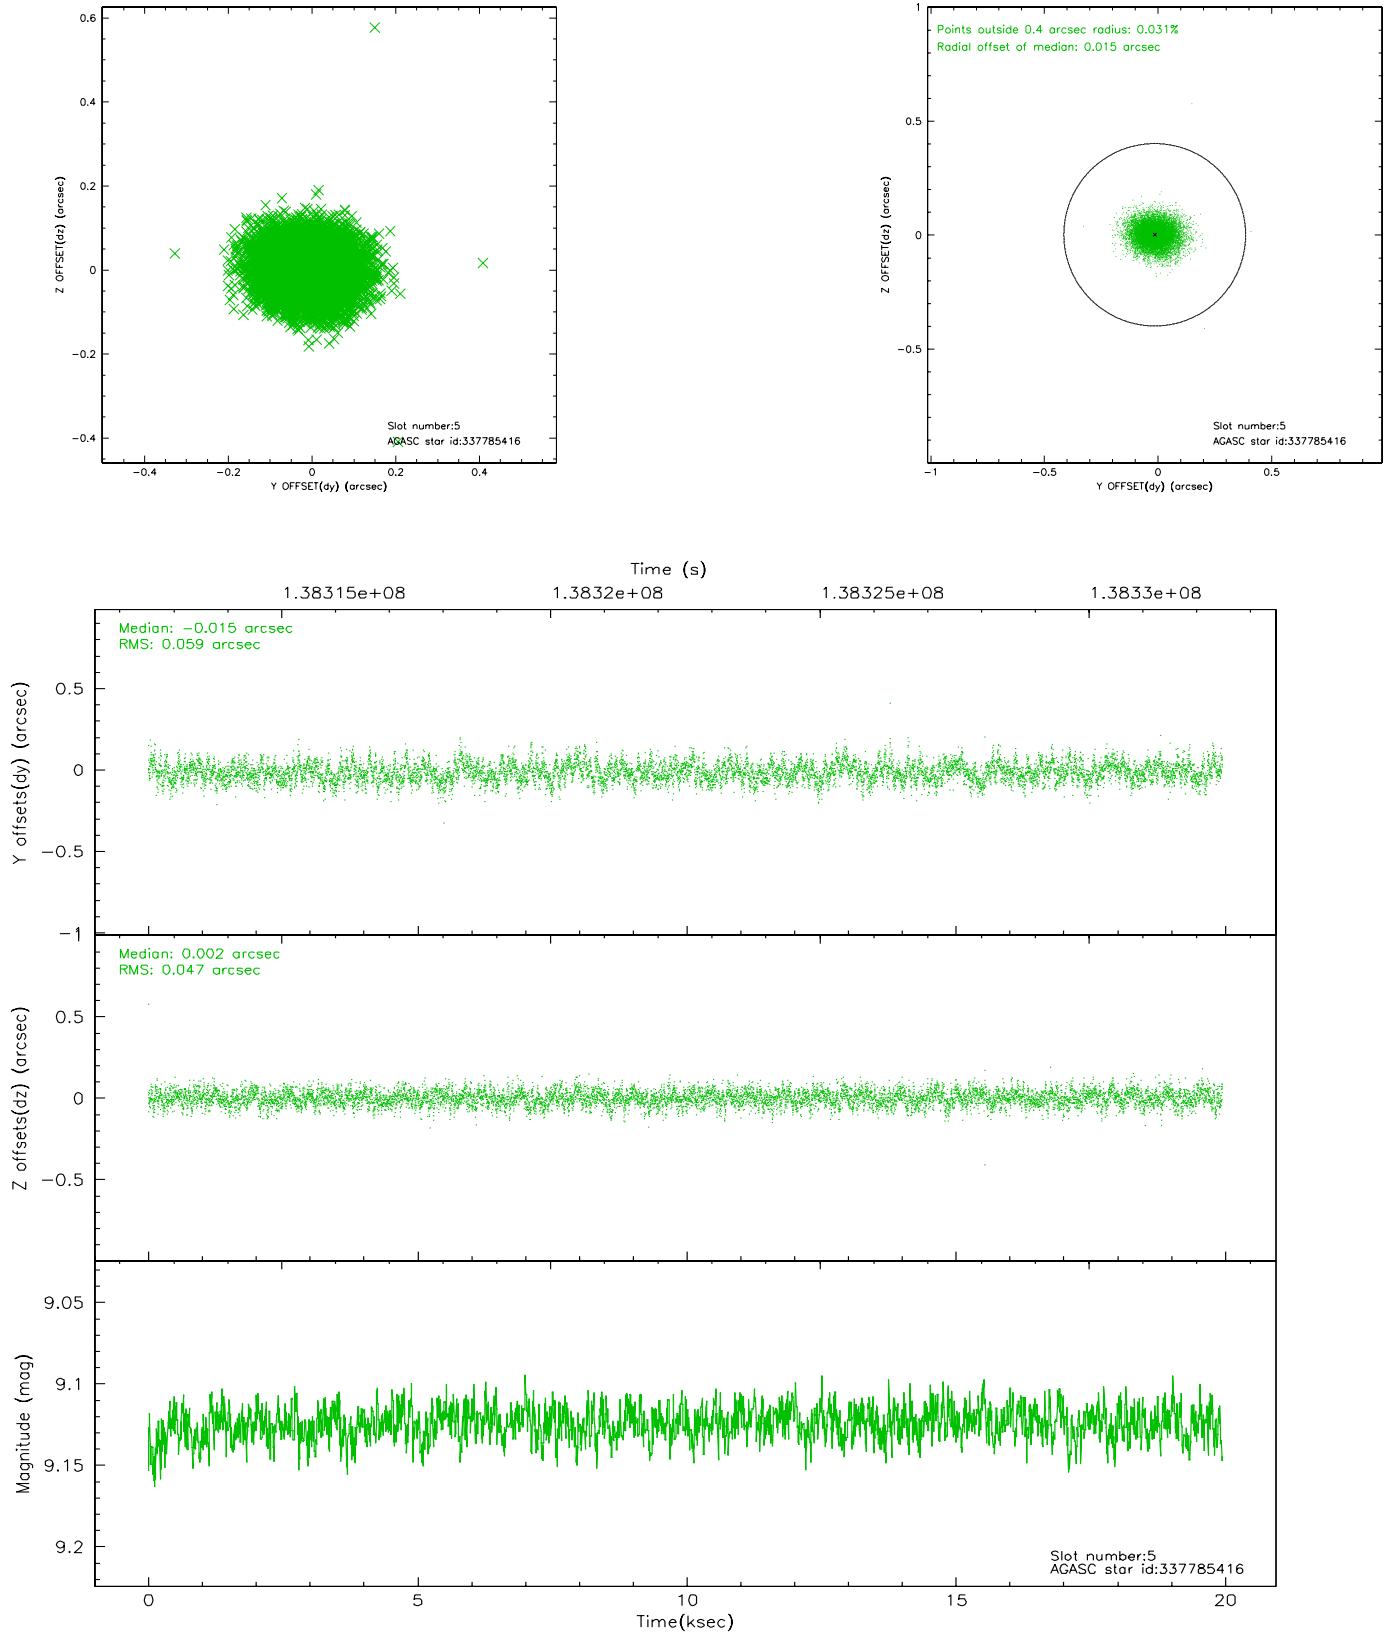 0.6
0.4
0.2
0
−0.2
−0.4
−0.4 −0.2 0 0.2 0.4
Z OFFSET(dz) (arcsec)
Y OFFSET(dy) (arcsec)
Slot number:5
AGASC star id:337785416
1
0.5
0
−0.5
−1 −0.5 0 0.5
Z OFFSET(dz) (arcsec)
Y OFFSET(dy) (arcsec)
Points outside 0.4 arcsec radius: 0.031%
Radial offset of median: 0.015 arcsec
Slot number:5
AGASC star id:337785416
Time (s)
1.38315e+08 1.3832e+08 1.38325e+08 1.3833e+08
Median: −0.015 arcsec
RMS: 0.059 arcsec
0.5
0
−0.5
−1
Y offsets(dy) (arcsec)
Median: 0.002 arcsec
RMS: 0.047 arcsec
0.5
0
−0.5
Z offsets(dz) (arcsec)
9.05
9.1
9.15
9.2
Magnitude (mag)
Slot number:5
AGASC star id:337785416
0 5 10 15 20
Time(ksec)